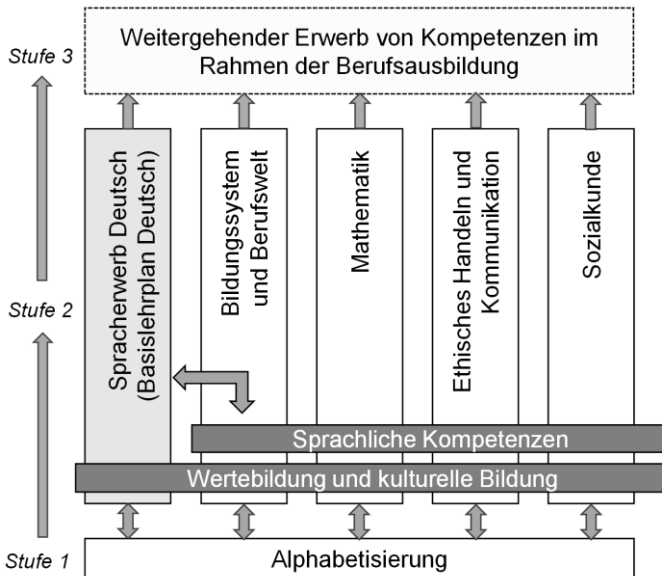 Stufe 3
Weitergehender Erwerb von Kompetenzen im
Rahmen der Berufsausbildung
Spracherwerb Deutsch
(Basislehrplan Deutsch)
Bildungssystem
und Berufswelt
Mathematik
Ethisches Handeln und
Kommunikation
Sozialkunde
Stufe 2
Sprachliche Kompetenzen
Wertebildung und kulturelle Bildung
Stufe 1
Alphabetisierung